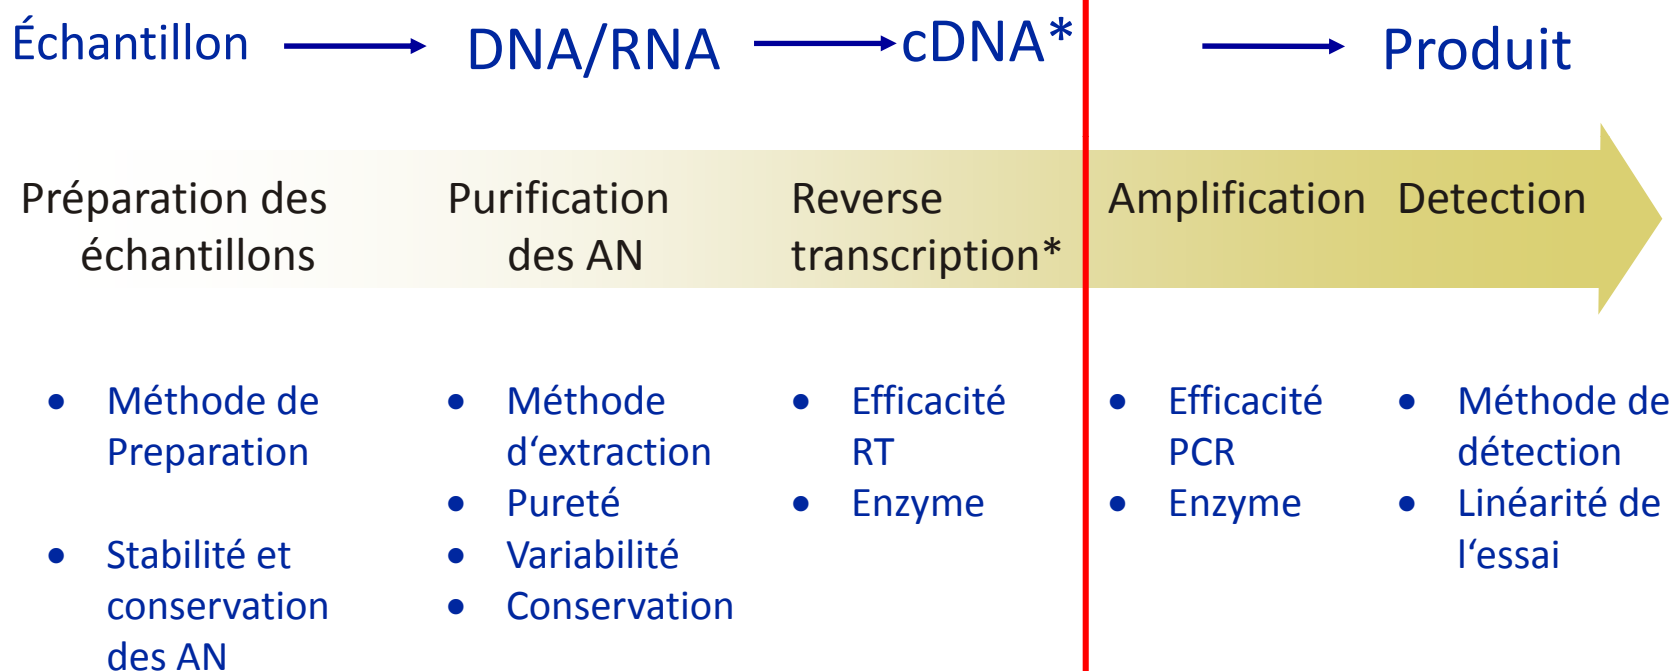 Échantillon DNA/RNA cDNA* Produit
Préparation des
échantillons
Purification
des AN
Reverse
transcription*
Amplification
Detection
• Méthode de
Preparation
• Stabilité et
conservation
des AN
• Méthode
d‘extraction
• Pureté
• Variabilité
• Conservation
• Efficacité
RT
• Enzyme
• Efficacité
PCR
• Enzyme
• Méthode de
détection
• Linéarité de
l‘essai